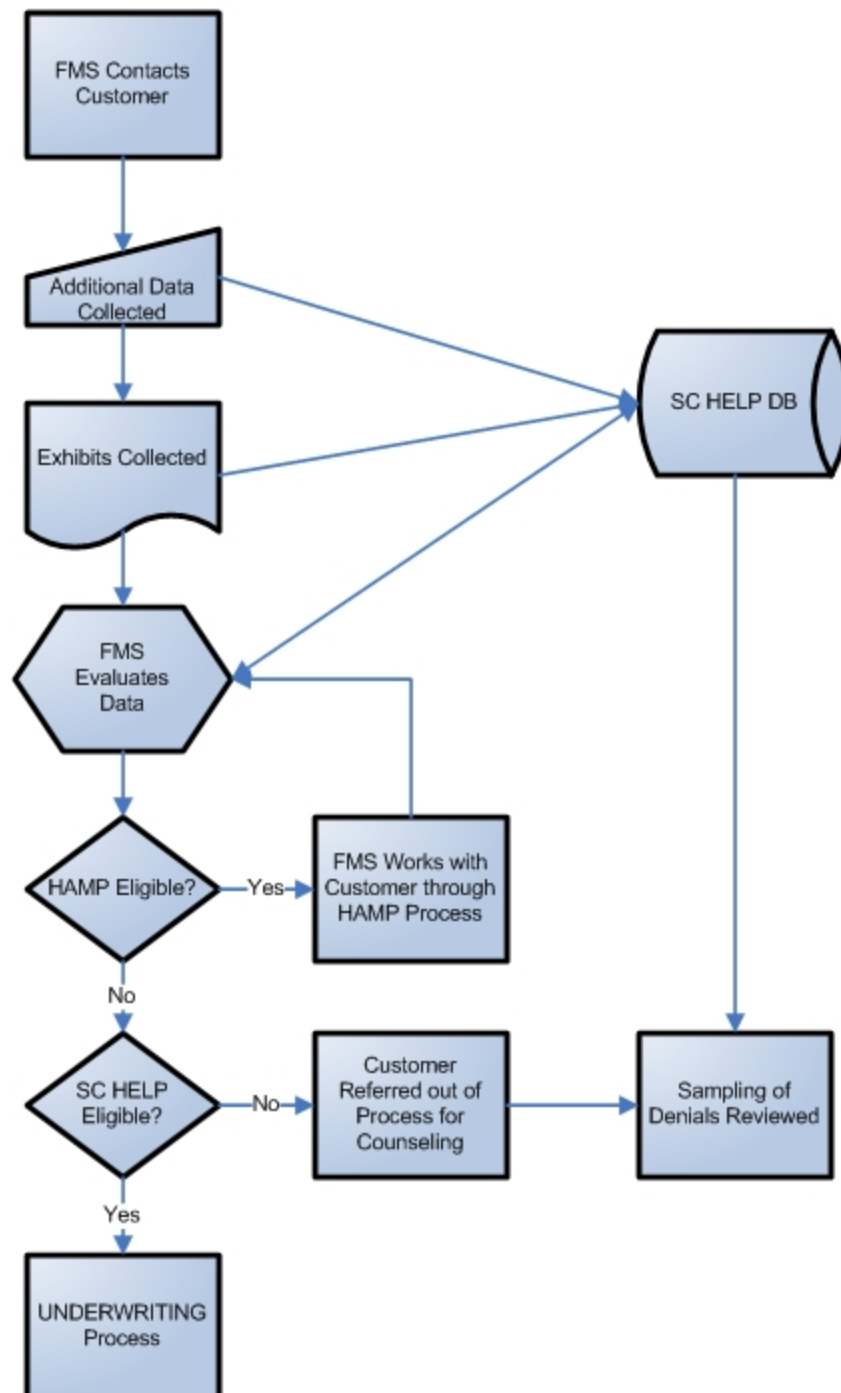 FMS Contacts
Customer
Additional Data
Collected
SC HELP DB
Exhibits Collected
FMS
Evaluates
Data
HAMP Eligible?
Yes
FMS Works with
Customer through
HAMP Process
No
SC HELP
Eligible?
No
Customer
Referred out of
Process for
Counseling
Sampling of
Denials Reviewed
Yes
UNDERWRITING
Process